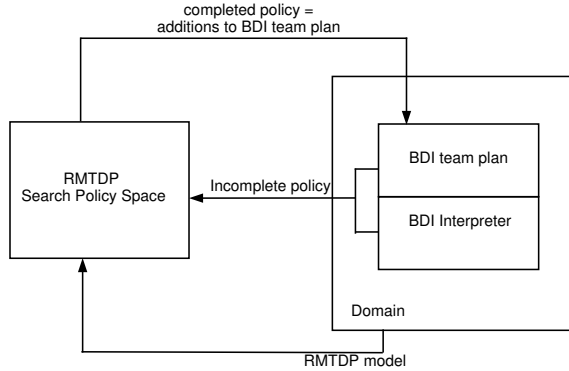 completed policy =
additions to BDI team plan
BDI team plan
RMTDP
Search Policy Space
Incomplete policy
BDI Interpreter
Domain
RMTDP model